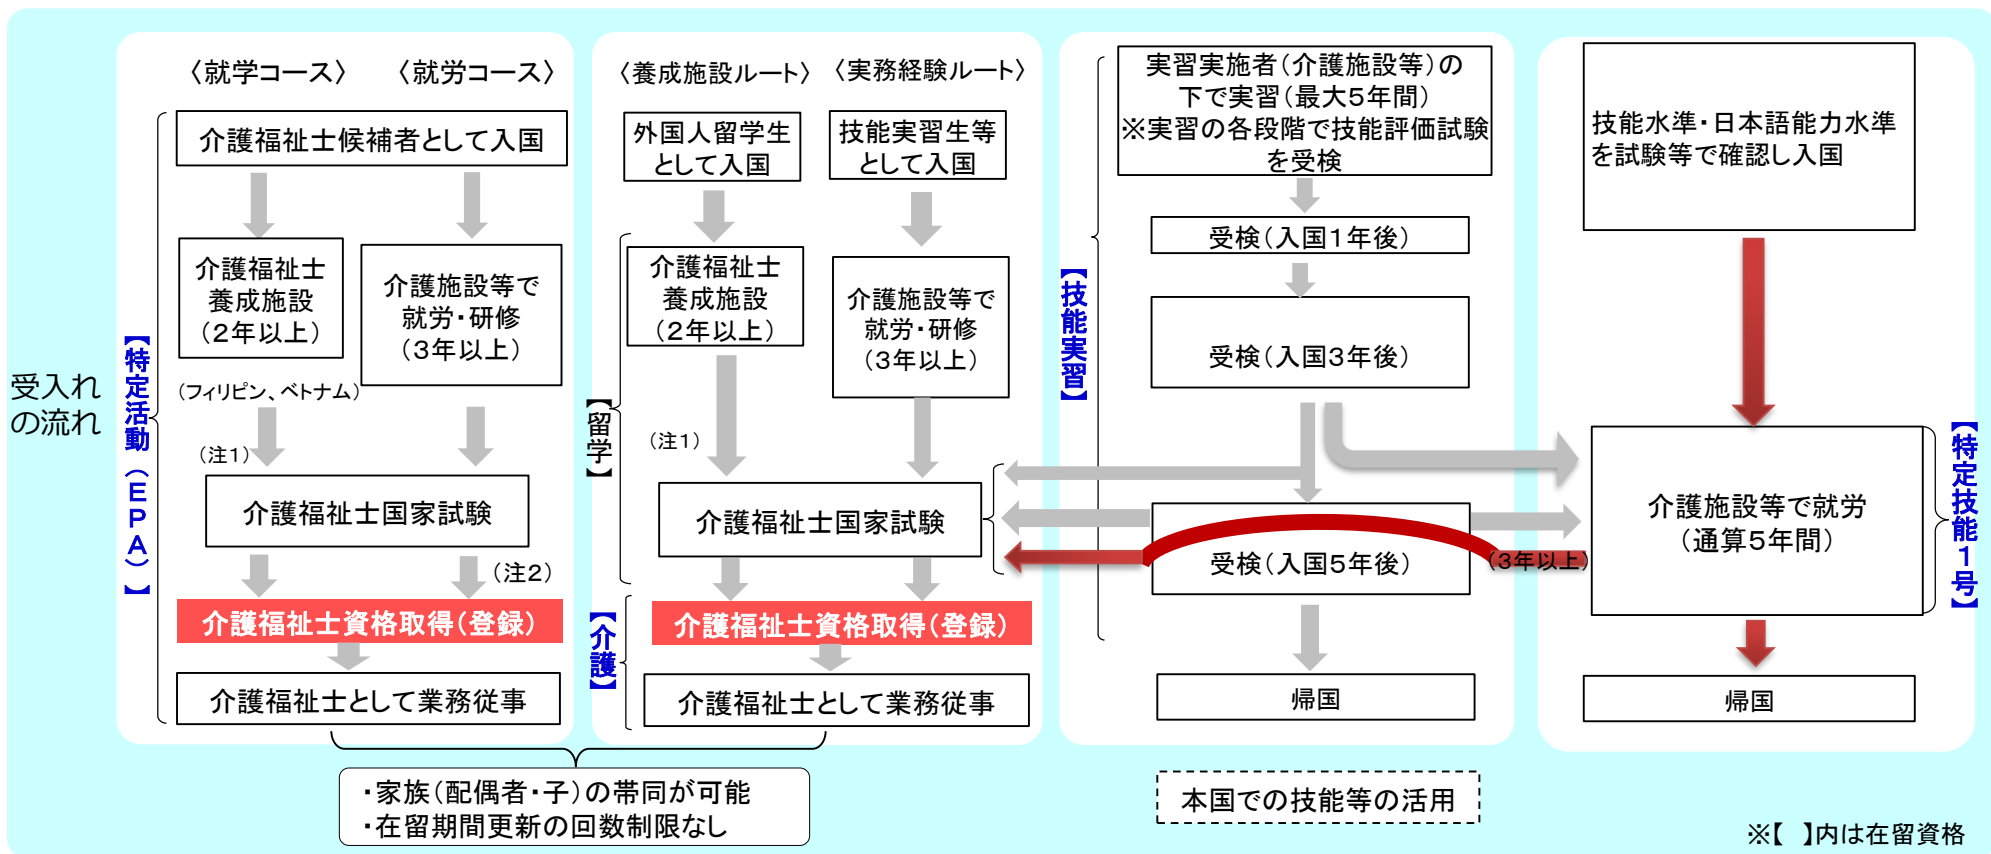 受入れ
の流れ
〈就学コース〉
〈就労コース〉
介護福祉士候補者として入国
介護福祉士
養成施設
(2年以上)
介護施設等で
就労・研修
(3年以上)
(フィリピン、ベトナム)
(注1)
【特定活動(EPA)】
介護福祉士国家試験
(注2)
介護福祉士資格取得(登録)
介護福祉士として業務従事
〈養成施設ルート〉
〈実務経験ルート〉
外国人留学生
として入国
技能実習生等
として入国
介護福祉士
養成施設
(2年以上)
介護施設等で
就労・研修
(3年以上)
【留学】
(注1)
介護福祉士国家試験
【介護】
介護福祉士資格取得(登録)
介護福祉士として業務従事
・家族(配偶者・子)の帯同が可能
・在留期間更新の回数制限なし
【技能実習】
実習実施者(介護施設等)の
下で実習(最大5年間)
※実習の各段階で技能評価試験
を受検
受検(入国1年後)
受検(入国3年後)
受検(入国5年後)
帰国
本国での技能等の活用
技能水準・日本語能力水準
を試験等で確認し入国
介護施設等で就労
(通算5年間)
(3年以上)
【特定技能1号】
帰国
※【 】内は在留資格